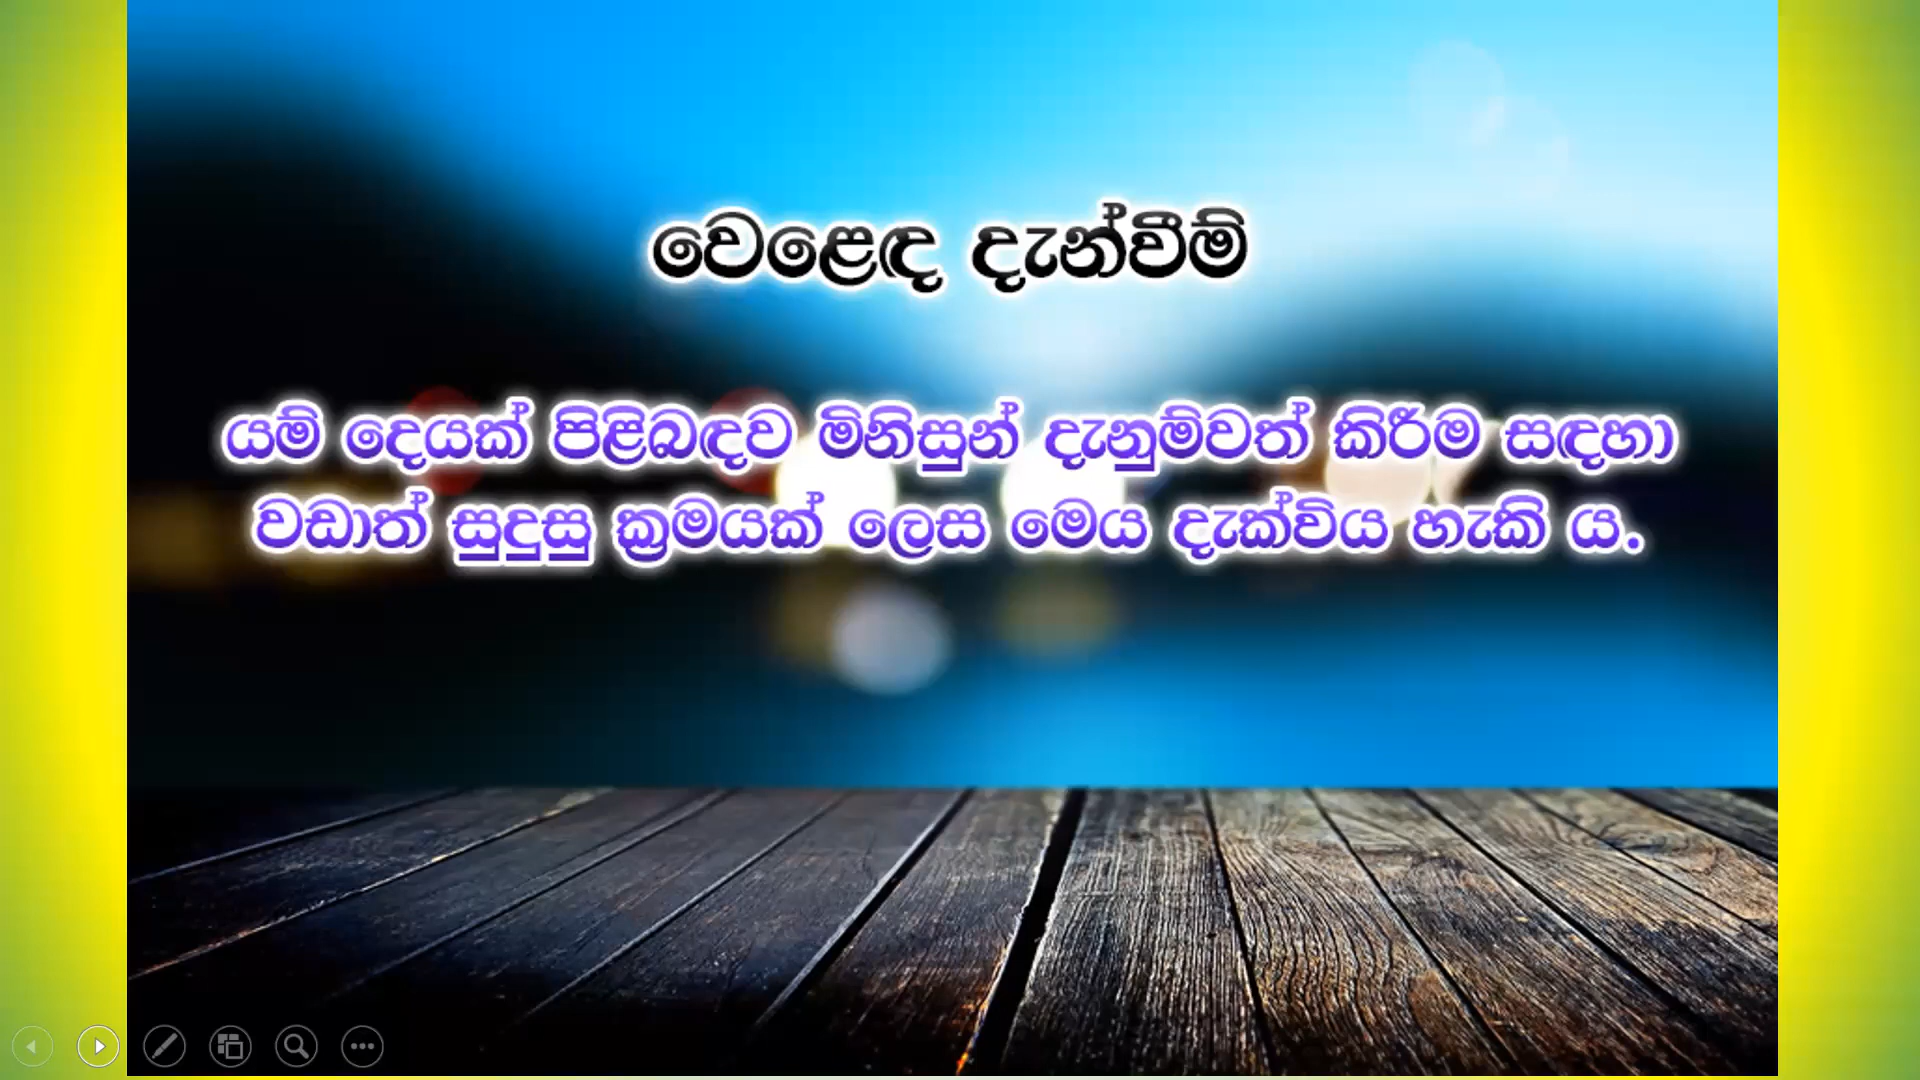 වෙළෙඳ දැන්වීම්
යම් දෙයක් පිළිබඳව මිනිසුන් දැනුම්වත් කිරීම සඳහා
වඩාත් සුදුසු ක්‍රමයක් ලෙස මෙය දැක්විය හැකි ය.